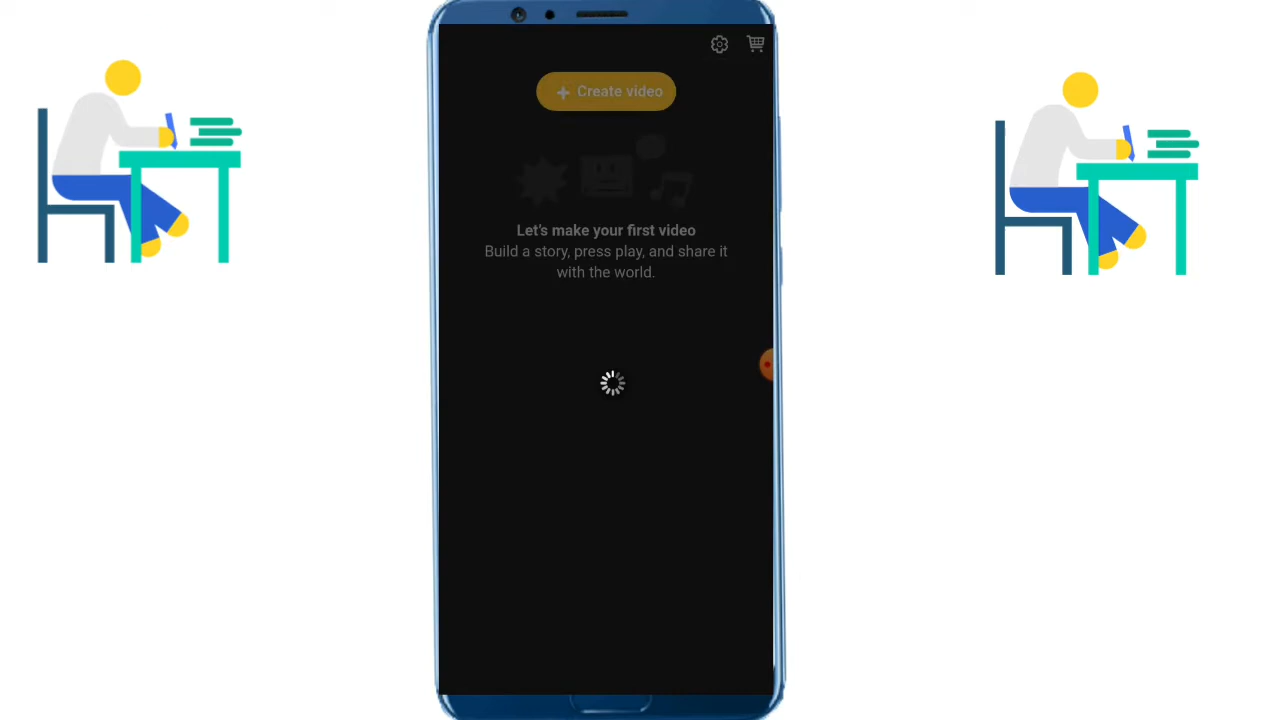 Create video
Let's make your first video
Build a story, press play, and share it
with the world.